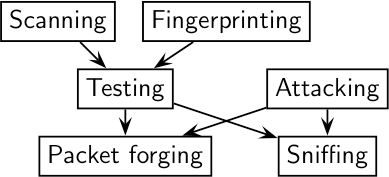 Scanning
Fingerprinting
Testing
Attacking
Packet forging
Sniffing